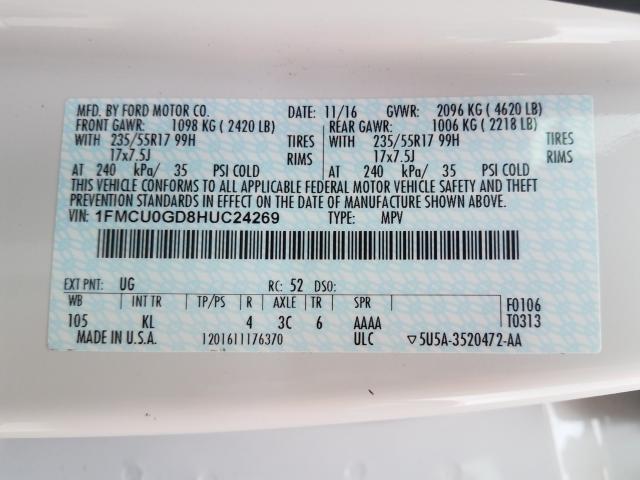 MFD. BY FORD MOTOR CO. DATE: 11/16 GVWR: 2096 KG ( 4620 LB)
FRONT GAWR: 1098 KG ( 2420 LB) REAR GAWR: 1006 KG ( 2218 LB)
WITH 235/55R17 99H TIRES WITH 235/55R17 99H TIRES
17x7.5J RIMS 17x7.5J RIMS
AT 240 kPa/ 35 PSI COLD AT 240 kPa/ 35 PSI COLD
THIS VEHICLE CONFORMS TO ALL APPLICABLE FEDERAL MOTOR VEHICLE SAFETY AND THEFT
PREVENTION STANDARDS IN EFFECT ON THE DATE OF MANUFACTURE SHOWN ABOVE.
VIN: 1FMCU0GD8HUC24269 TYPE: MPV
EXT PNT: UG RC: 52 DSO:
WB INT TR TP/PS R AXLE TR SPR F0106
105 KL 4 3C 6 AAAA T0313
MADE IN U.S.A. 1201611176370 ULC ▽5U5A-3520472-AA